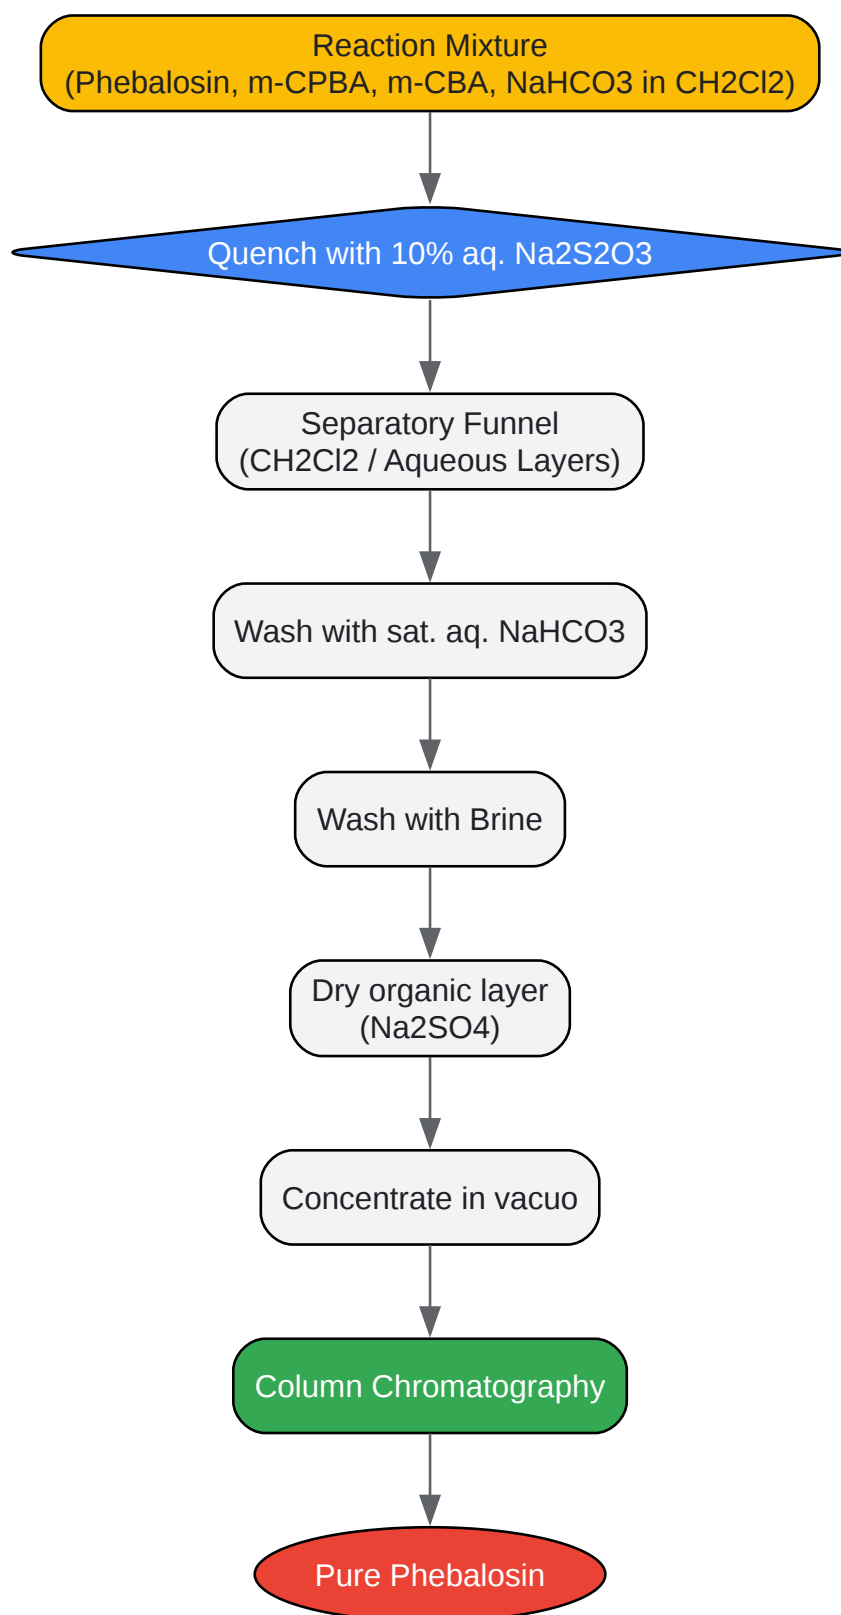 Reaction Mixture
(Phebalosin, m-CPBA, m-CBA, NaHCO3 in CH2Cl2)
Quench with 10% aq. Na2S2O3
Separatory Funnel
(CH2Cl2 / Aqueous Layers)
Wash with sat. aq. NaHCO3
Wash with Brine
Dry organic layer
(Na2SO4)
Concentrate in vacuo
Column Chromatography
Pure Phebalosin